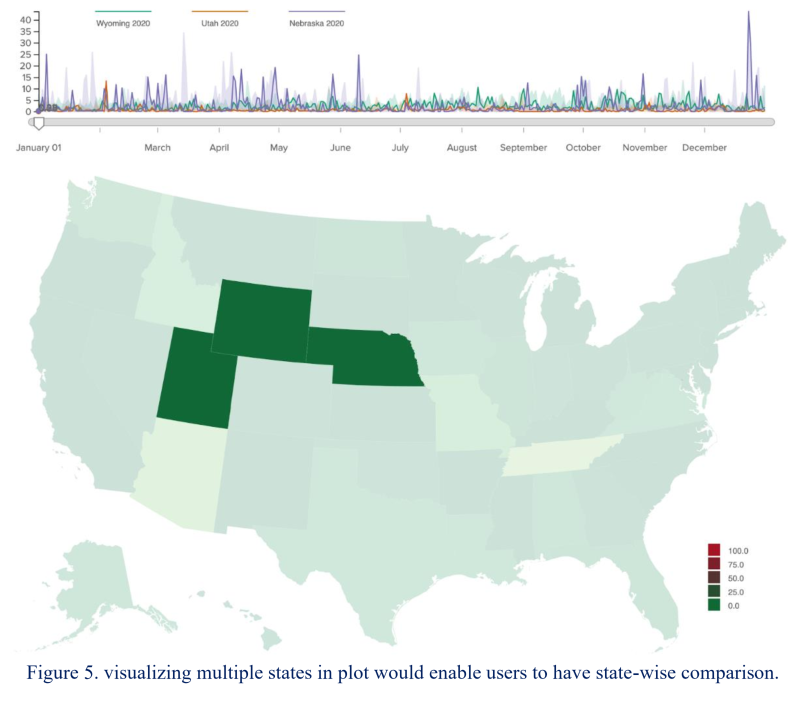 40
35
30
25
20
15
10
5
0
Wyoming 2020
Utah 2020
Nebraska 2020
January 01
March
April
May
June
July
August
September
October
November
December
100.0
75.0
50.0
25.0
0.0
Figure 5. visualizing multiple states in plot would enable users to have state-wise comparison.